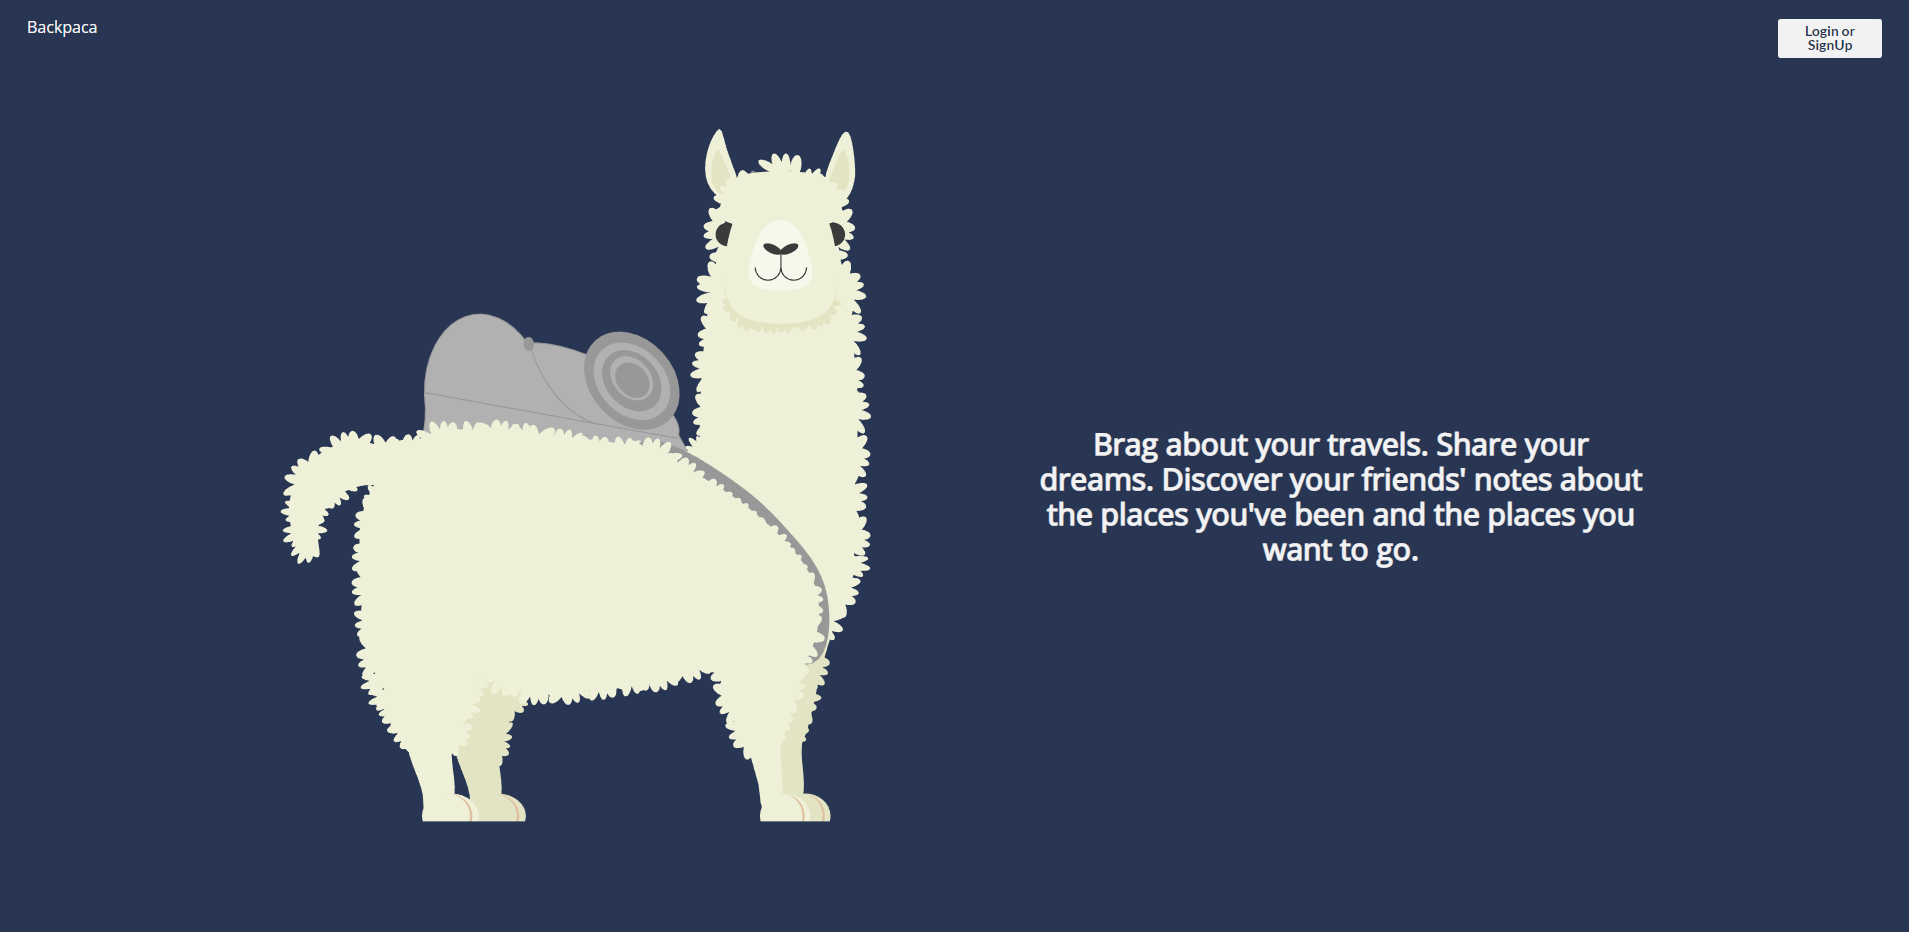 Backpaca
Login or
SignUp
Brag about your travels. Share your
dreams. Discover your friends' notes about
the places you've been and the places you
want to go.